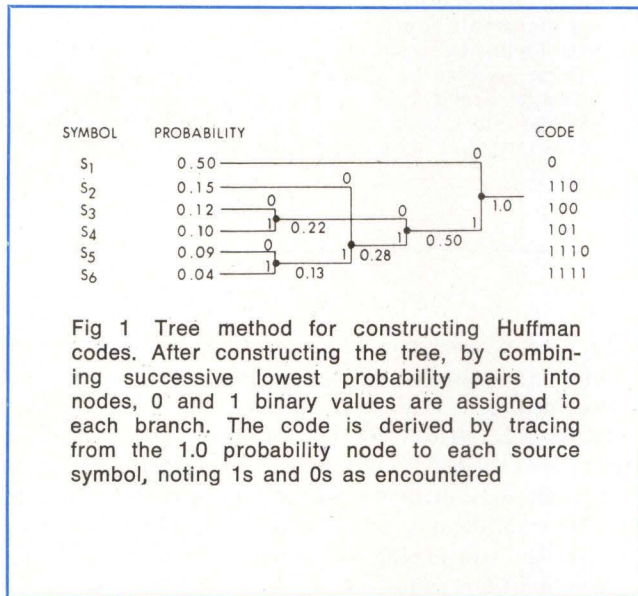 SYMBOL PROBABILITY CODE
0
S1 0.50 0
0
S2 0.15 110
1.0
S3 0.12 0 0 1 100
S4 0.10 1 0.22 0.50 101
S5 0.09 0 1 0.28 1110
S6 0.04 1 0.13 1111
Fig 1 Tree method for constructing Huffman
codes. After constructing the tree, by combin-
ing successive lowest probability pairs into
nodes, 0 and 1 binary values are assigned to
each branch. The code is derived by tracing
from the 1.0 probability node to each source
symbol, noting 1s and 0s as encountered